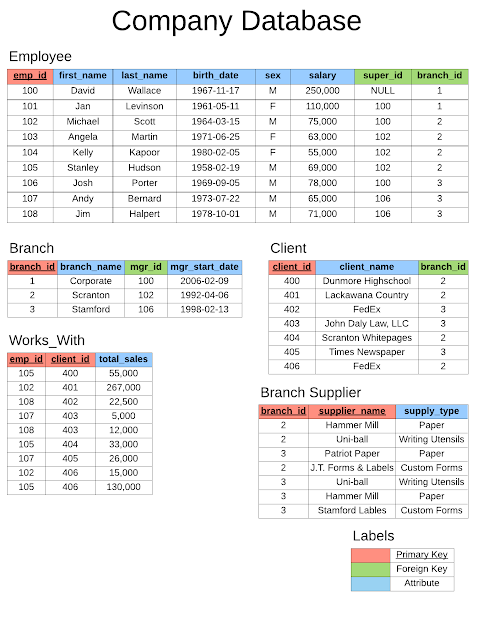 Company Database
Employee
emp_id first_name last_name birth_date sex salary super_id branch_id
100 David Wallace 1967-11-17 M 250,000 NULL 1
101 Jan Levinson 1961-05-11 F 110,000 100 1
102 Michael Scott 1964-03-15 M 75,000 100 2
103 Angela Martin 1971-06-25 F 63,000 102 2
104 Kelly Kapoor 1980-02-05 F 55,000 102 2
105 Stanley Hudson 1958-02-19 M 69,000 102 2
106 Josh Porter 1969-09-05 M 78,000 100 3
107 Andy Bernard 1973-07-22 M 65,000 106 3
108 Jim Halpert 1978-10-01 M 71,000 106 3
Branch
branch_id branch_name mgr_id mgr_start_date
1 Corporate 100 2006-02-09
2 Scranton 102 1992-04-06
3 Stamford 106 1998-02-13
Client
client_id client_name branch_id
400 Dunmore Highschool 2
401 Lackawana Country 2
402 FedEx 3
403 John Daly Law, LLC 3
404 Scranton Whitepages 2
405 Times Newspaper 3
406 FedEx 2
Works_With
emp_id client_id total_sales
105 400 55,000
102 401 267,000
108 402 22,500
107 403 5,000
108 403 12,000
105 404 33,000
107 405 26,000
102 406 15,000
105 406 130,000
Branch Supplier
branch_id supplier_name supply_type
2 Hammer Mill Paper
2 Uni-ball Writing Utensils
3 Patriot Paper Paper
2 J.T. Forms & Labels Custom Forms
3 Uni-ball Writing Utensils
3 Hammer Mill Paper
3 Stamford Lables Custom Forms
Labels
Primary Key
Foreign Key
Attribute